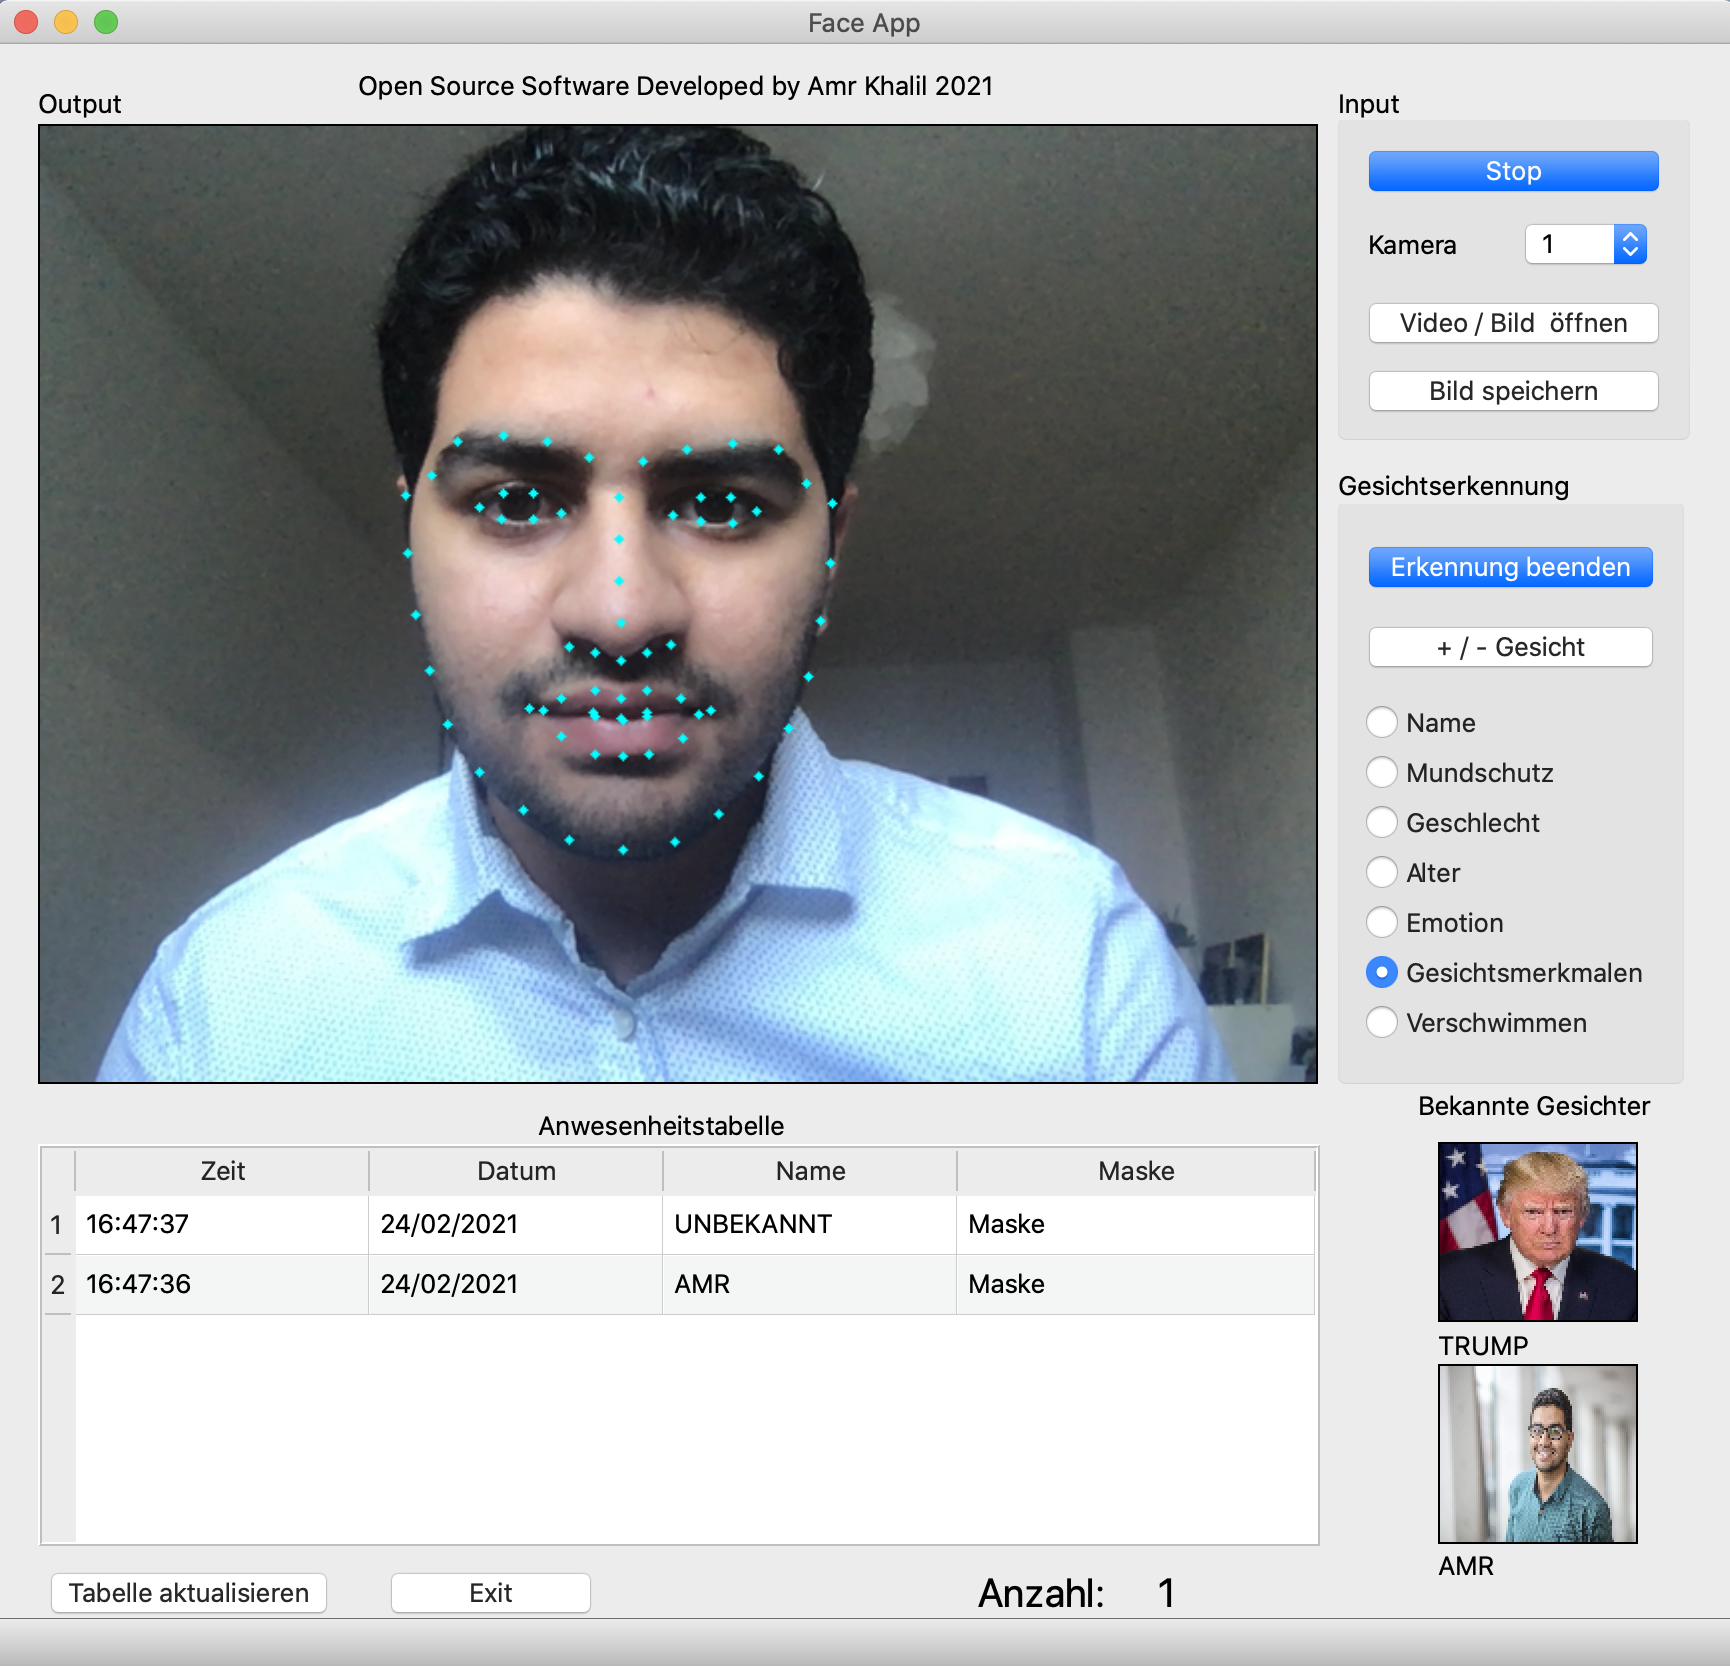 Face App
Open Source Software Developed by Amr Khalil 2021
Output
Input
Stop
Kamera 1
Video / Bild öffnen
Bild speichern
Gesichtserkennung
Erkennung beenden
+ / - Gesicht
Name
Mundschutz
Geschlecht
Alter
Emotion
Gesichtsmerkmalen
Verschwimmen
Bekannte Gesichter
TRUMP
AMR
Anwesenheitstabelle
Zeit Datum Name Maske
1 16:47:37 24/02/2021 UNBEKANNT Maske
2 16:47:36 24/02/2021 AMR Maske
Tabelle aktualisieren Exit Anzahl: 1